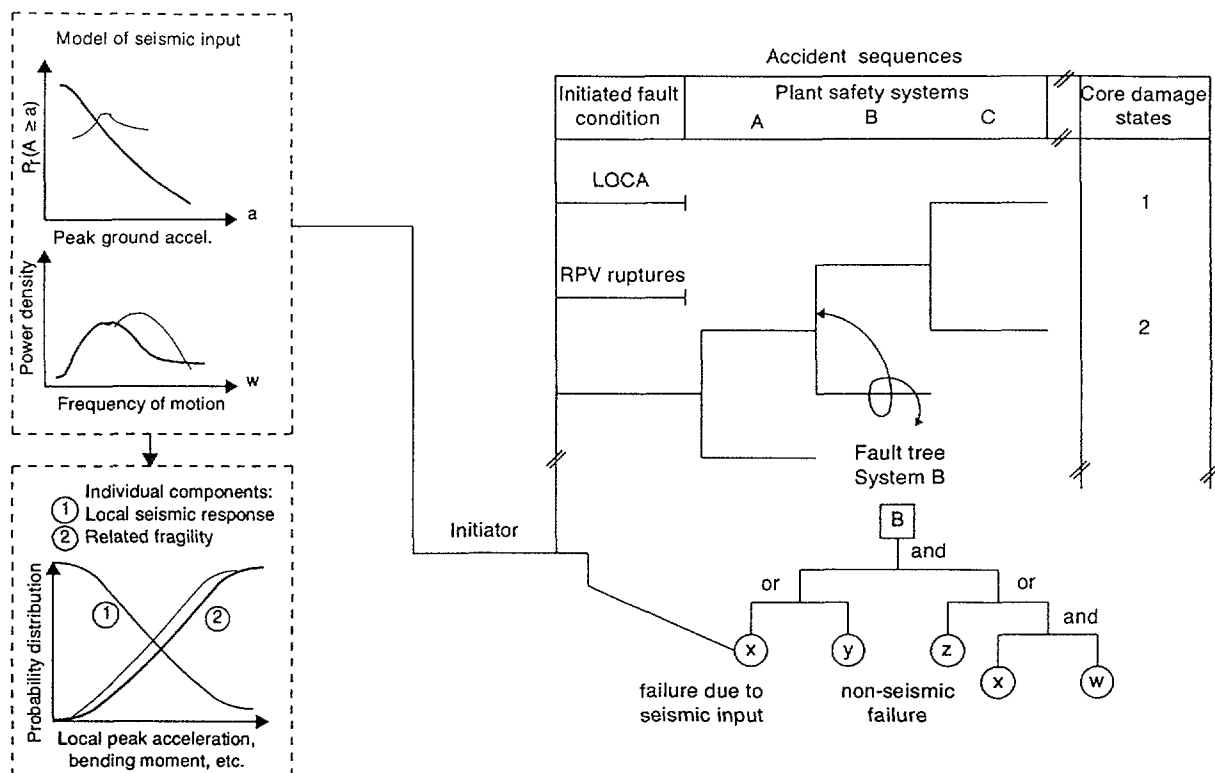 Model of seismic input
Pr(A ≥ a)
a
Peak ground accel.
Power density
w
Frequency of motion
Individual components:
1 Local seismic response
2 Related fragility
Probability distribution
1
2
Local peak acceleration,
bending moment, etc.
Initiator
Accident sequences
Initiated fault
condition
Plant safety systems
A B C
Core damage
states
LOCA
1
RPV ruptures
2
Fault tree
System B
B
and
or
or
and
x
y
z
x
w
failure due to
seismic input
non-seismic
failure